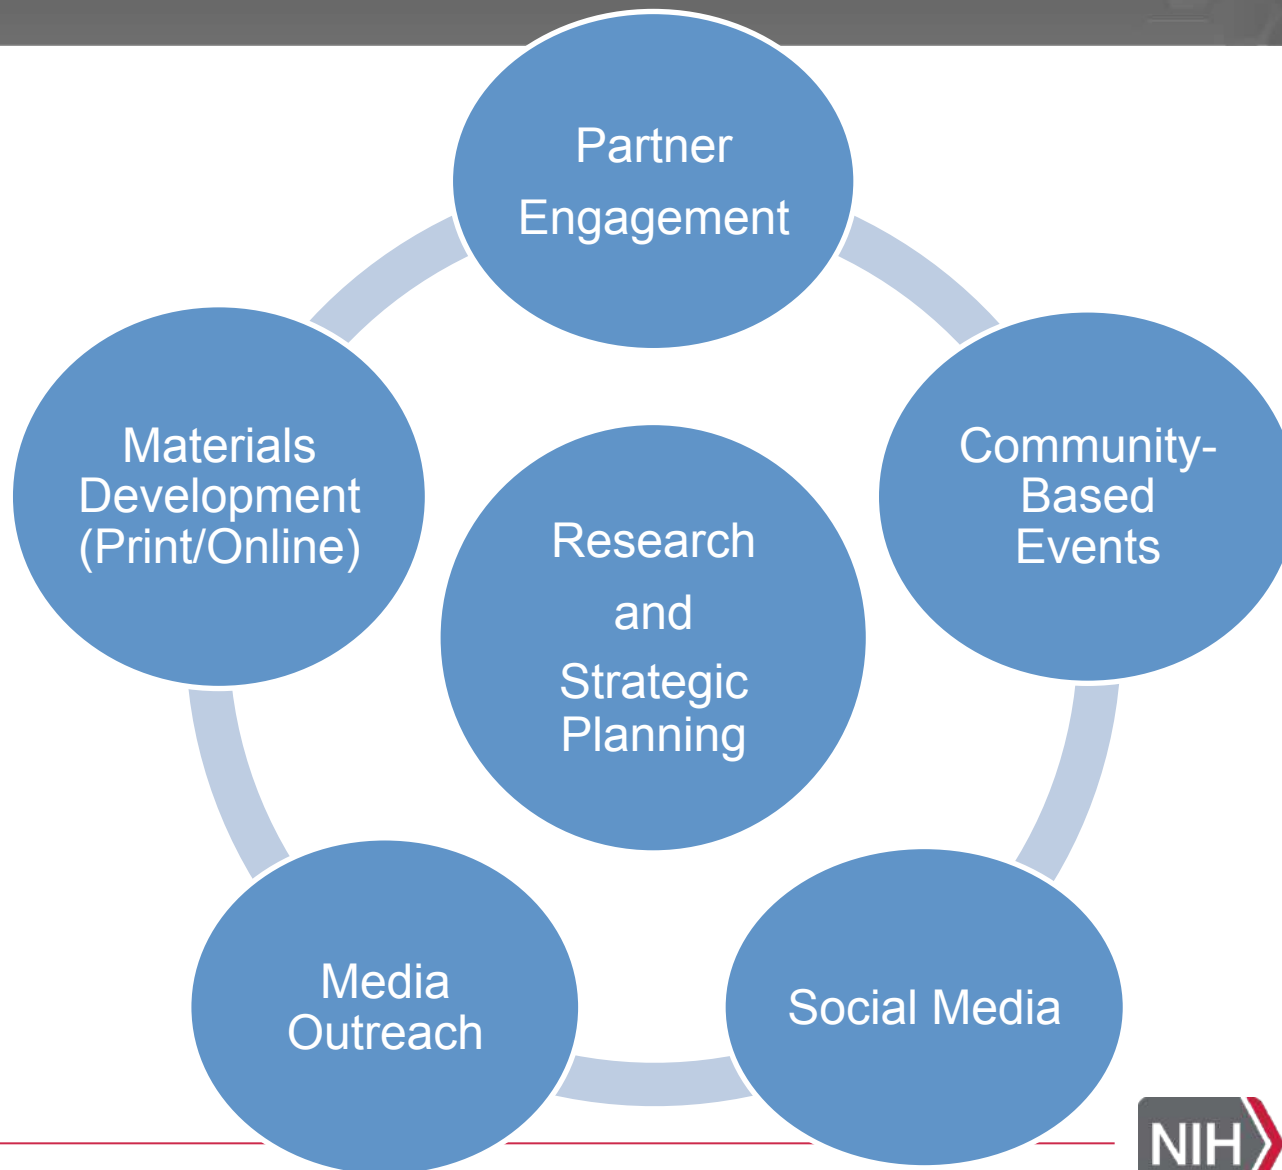 Partner
Engagement
Materials
Development
(Print/Online)
Community-
Based
Events
Research
and
Strategic
Planning
Media
Outreach
Social Media
NIH